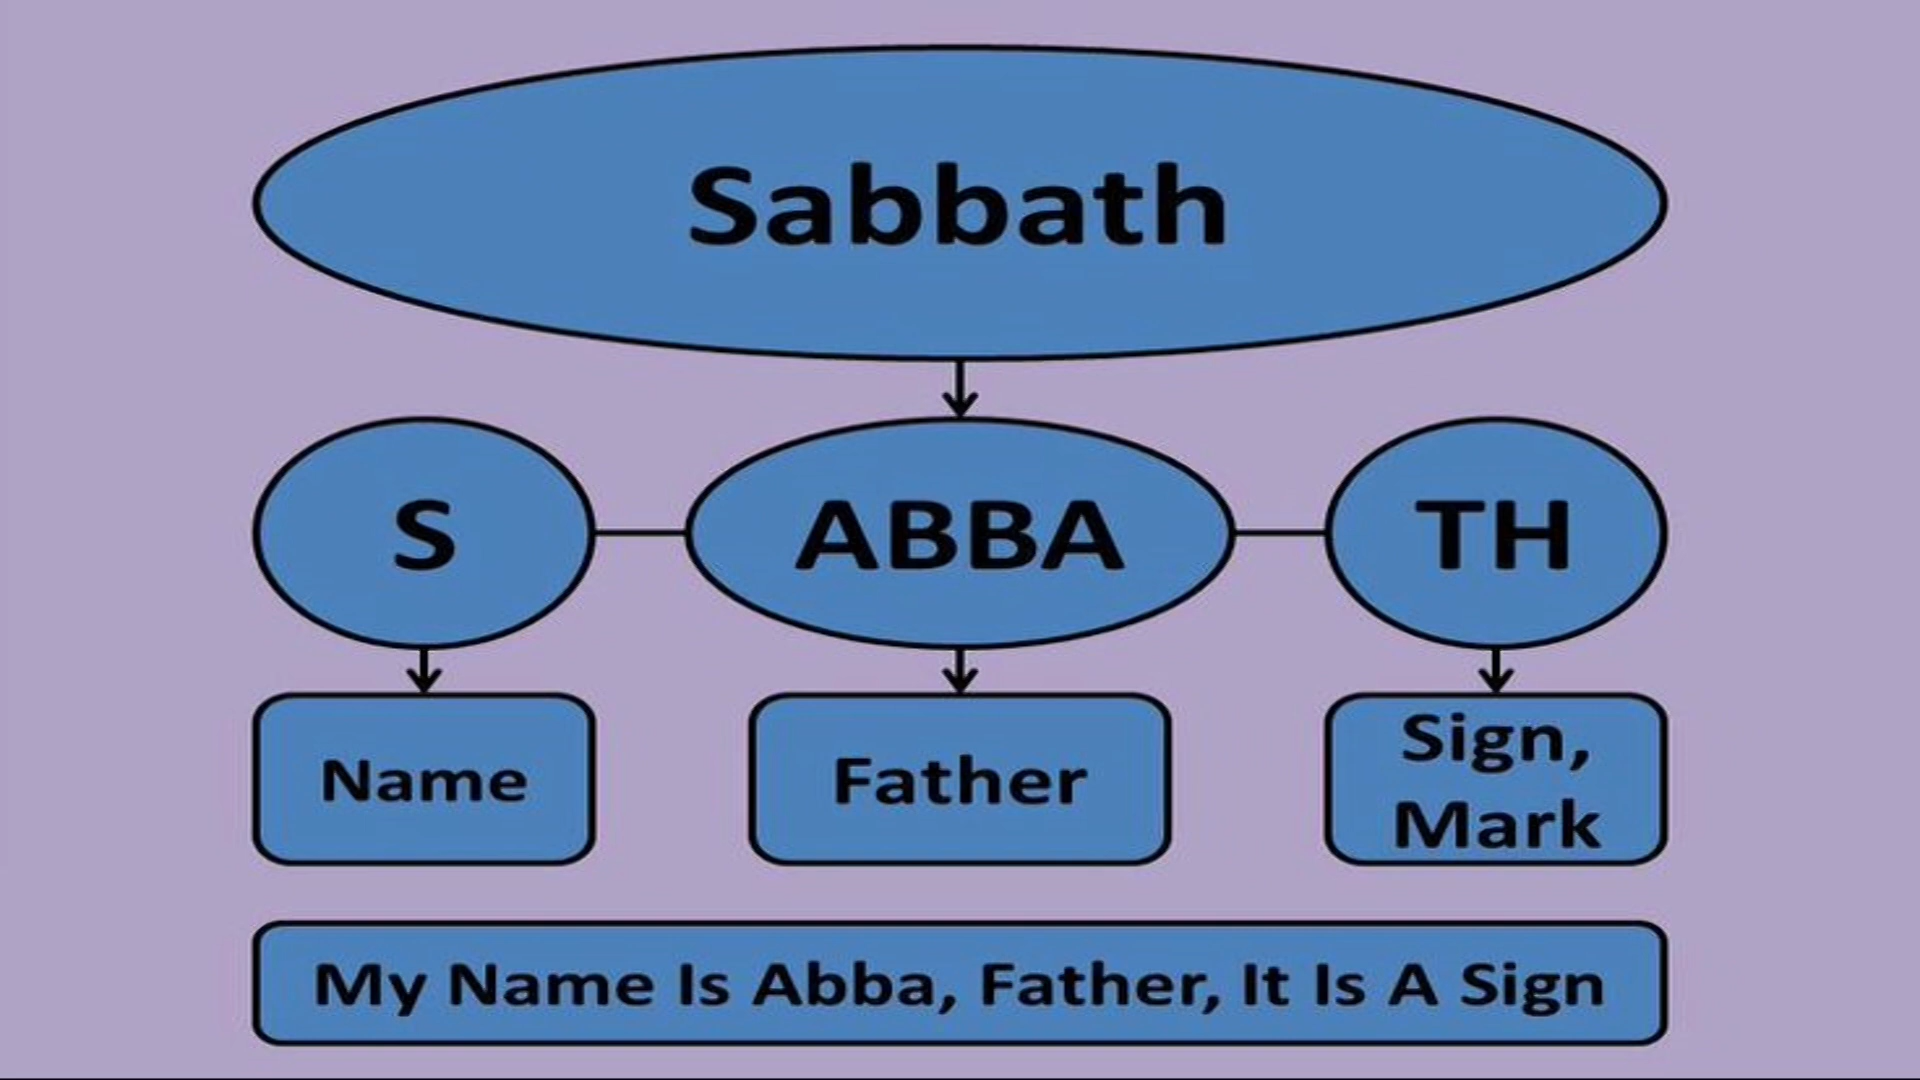 Sabbath
S
ABBA
TH
Name
Father
Sign,
Mark
My Name Is Abba, Father, It Is A Sign